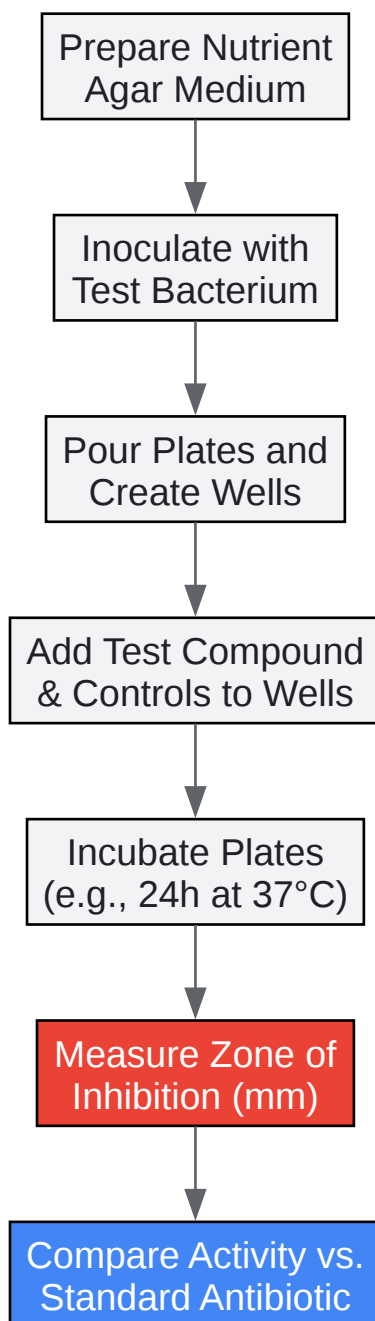 Prepare Nutrient
Agar Medium
Inoculate with
Test Bacterium
Pour Plates and
Create Wells
Add Test Compound
& Controls to Wells
Incubate Plates
(e.g., 24h at 37°C)
Measure Zone of
Inhibition (mm)
Compare Activity vs.
Standard Antibiotic